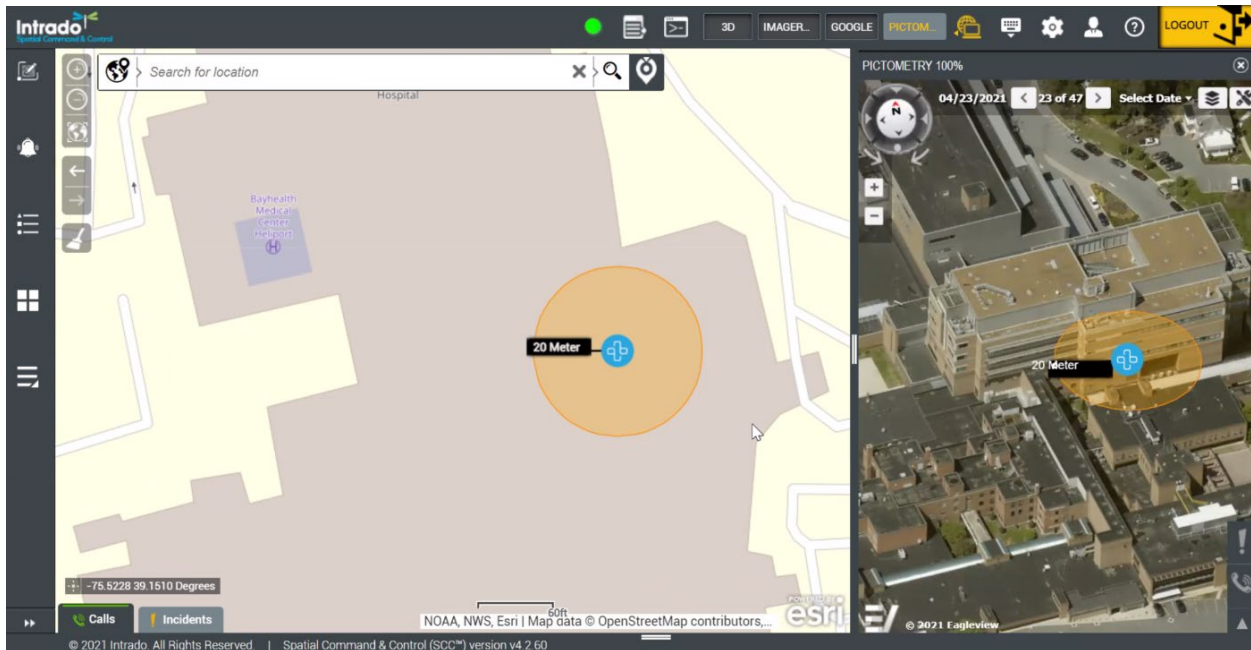 Intrado
Spatial Command & Control
3D
IMAGER...
GOOGLE
PICTOM...
LOGOUT
Search for location
Hospital
Bayhealth
Medical
Center
Heliport
H
20 Meter
-75.5228 39.1510 Degrees
60ft
Calls
Incidents
NOAA, NWS, Esri | Map data © OpenStreetMap contributors,...
POWERED BY
esri
PICTOMETRY 100%
04/23/2021
23 of 47
Select Date
N
20 Meter
© 2021 Eagleview
© 2021 Intrado. All Rights Reserved. | Spatial Command & Control (SCC™) version v4.2.60